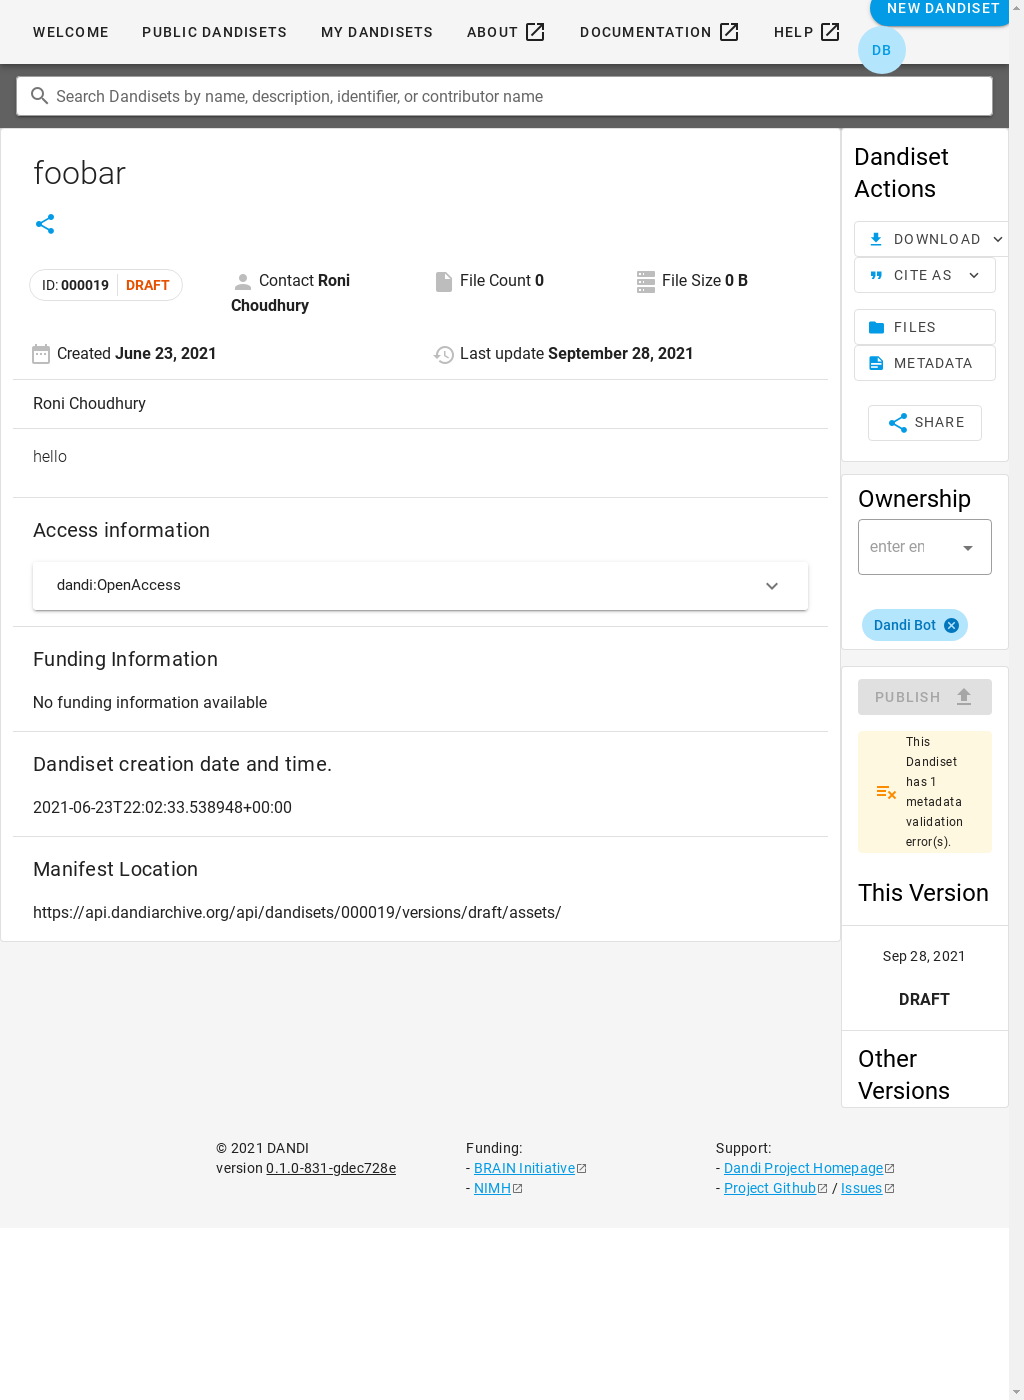 WELCOME PUBLIC DANDISETS MY DANDISETS ABOUT DOCUMENTATION HELP NEW DANDISET
DB
Search Dandisets by name, description, identifier, or contributor name
foobar
ID: 000019 DRAFT
Contact Roni
Choudhury
File Count 0
File Size 0 B
Created June 23, 2021
Last update September 28, 2021
Roni Choudhury
hello
Access information
dandi:OpenAccess
Funding Information
No funding information available
Dandiset creation date and time.
2021-06-23T22:02:33.538948+00:00
Manifest Location
https://api.dandiarchive.org/api/dandisets/000019/versions/draft/assets/
Dandiset
Actions
DOWNLOAD
CITE AS
FILES
METADATA
SHARE
Ownership
enter en
Dandi Bot
PUBLISH
This
Dandiset
has 1
metadata
validation
error(s).
This Version
Sep 28, 2021
DRAFT
Other
Versions
© 2021 DANDI
version 0.1.0-831-gdec728e
Funding:
- BRAIN Initiative
- NIMH
Support:
- Dandi Project Homepage
- Project Github / Issues